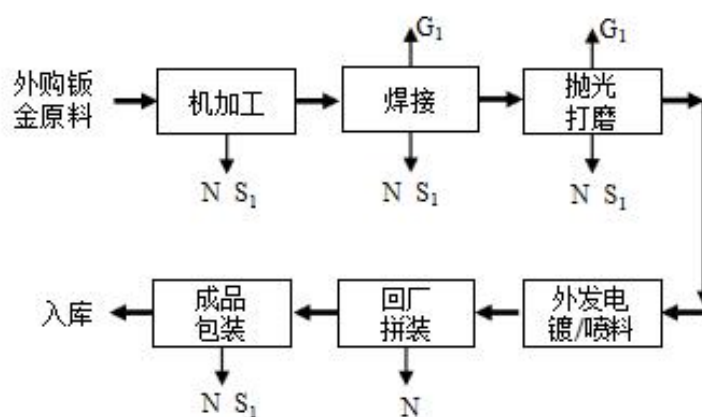 G₁ G₁
外购钣
金原料
机加工
焊接
抛光
打磨
N S₁ N S₁ N S₁
入库
成品
包装
回厂
拼装
外发电
镀/喷料
N S₁ N